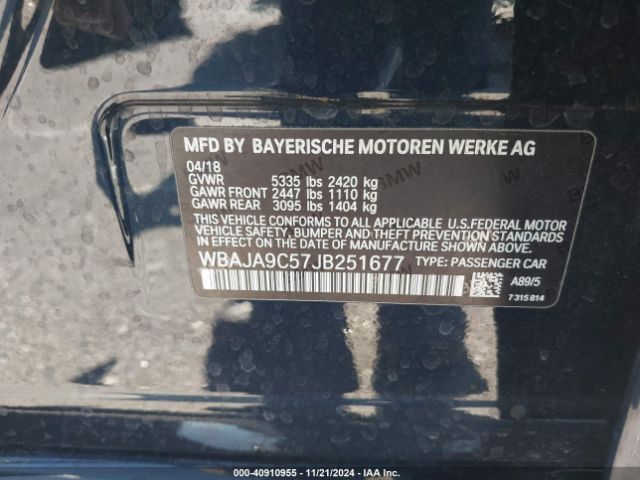 MFD BY BAYERISCHE MOTOREN WERKE AG
04/18
GVWR 5335 lbs 2420 kg
GAWR FRONT 2447 lbs 1110 kg
GAWR REAR 3095 lbs 1404 kg
THIS VEHICLE CONFORMS TO ALL APPLICABLE U.S. FEDERAL MOTOR
VEHICLE SAFETY, BUMPER AND THEFT PREVENTION STANDARDS
IN EFFECT ON THE DATE OF MANUFACTURE SHOWN ABOVE.
WBAJA9C57JB251677 TYPE: PASSENGER CAR
A89/5
7 315 814
000-40910955 - 11/21/2024 - IAA Inc.